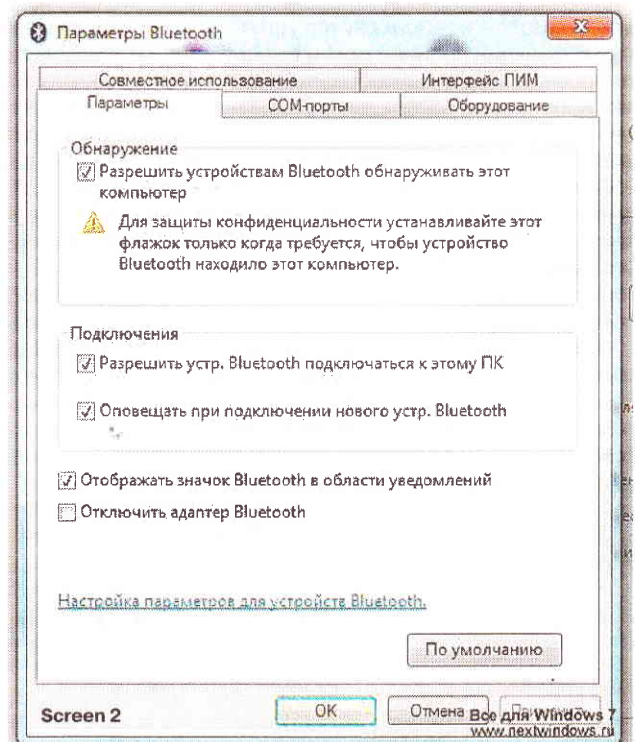 Параметры Bluetooth
Совместное использование
Интерфейс ПИМ
Параметры
COM-порты
Оборудование
Обнаружение
Разрешить устройствам Bluetooth обнаруживать этот
компьютер
Для защиты конфиденциальности устанавливайте этот
флажок только когда требуется, чтобы устройство
Bluetooth находило этот компьютер.
Подключения
Разрешить устр. Bluetooth подключаться к этому ПК
Оповещать при подключении нового устр. Bluetooth
Отображать значок Bluetooth в области уведомлений
Отключить адаптер Bluetooth
Настройка параметров для устройств Bluetooth.
По умолчанию
Screen 2
OK
Отмена
Все для Windows 7
www.nextwindows.ru